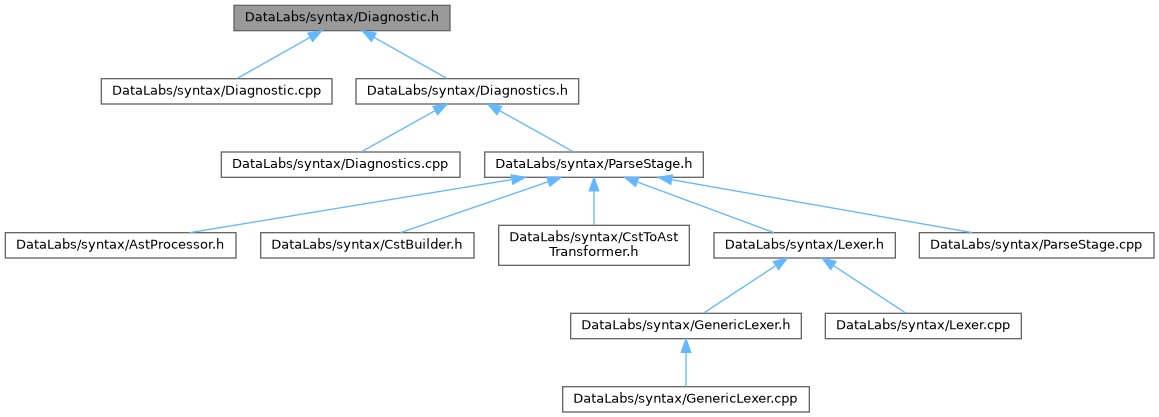 DataLabs/syntax/Diagnostic.h
DataLabs/syntax/Diagnostic.cpp
DataLabs/syntax/Diagnostics.h
DataLabs/syntax/Diagnostics.cpp
DataLabs/syntax/ParseStage.h
DataLabs/syntax/AstProcessor.h
DataLabs/syntax/CstBuilder.h
DataLabs/syntax/CstToAst
Transformer.h
DataLabs/syntax/Lexer.h
DataLabs/syntax/ParseStage.cpp
DataLabs/syntax/GenericLexer.h
DataLabs/syntax/Lexer.cpp
DataLabs/syntax/GenericLexer.cpp